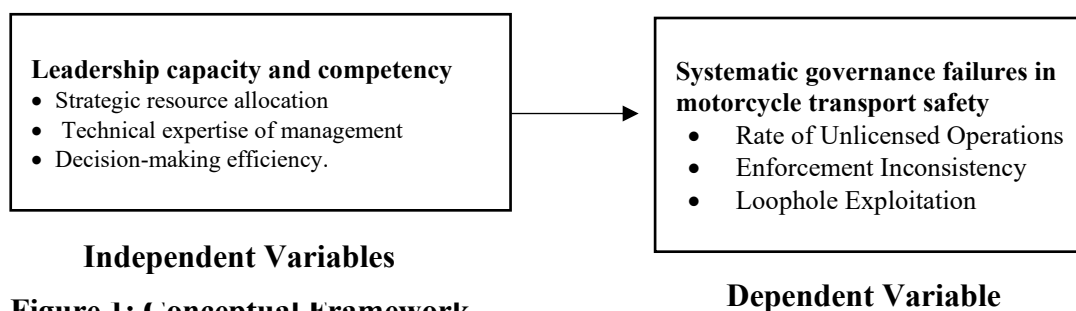 Leadership capacity and competency
• Strategic resource allocation
• Technical expertise of management
• Decision-making efficiency.
Systematic governance failures in
motorcycle transport safety
• Rate of Unlicensed Operations
• Enforcement Inconsistency
• Loophole Exploitation
Independent Variables
Dependent Variable
Figure 1: Conceptual Framework